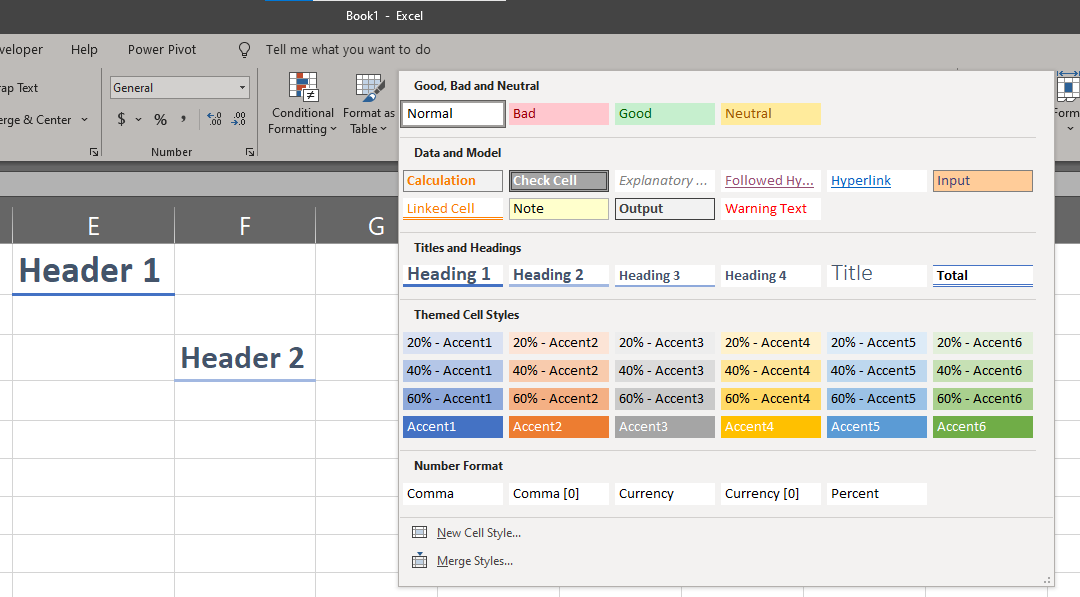 Book1 - Excel
veloper Help Power Pivot Tell me what you want to do
rap Text
General
erge & Center
$ % ,
Conditional
Formatting
Format as
Table
Form
Number
Good, Bad and Neutral
Normal Bad Good Neutral
Data and Model
Calculation Check Cell Explanatory ... Followed Hy... Hyperlink Input
Linked Cell Note Output Warning Text
Titles and Headings
Heading 1 Heading 2 Heading 3 Heading 4 Title Total
Themed Cell Styles
20% - Accent1 20% - Accent2 20% - Accent3 20% - Accent4 20% - Accent5 20% - Accent6
40% - Accent1 40% - Accent2 40% - Accent3 40% - Accent4 40% - Accent5 40% - Accent6
60% - Accent1 60% - Accent2 60% - Accent3 60% - Accent4 60% - Accent5 60% - Accent6
Accent1 Accent2 Accent3 Accent4 Accent5 Accent6
Number Format
Comma Comma [0] Currency Currency [0] Percent
New Cell Style...
Merge Styles...
E F G
Header 1
Header 2